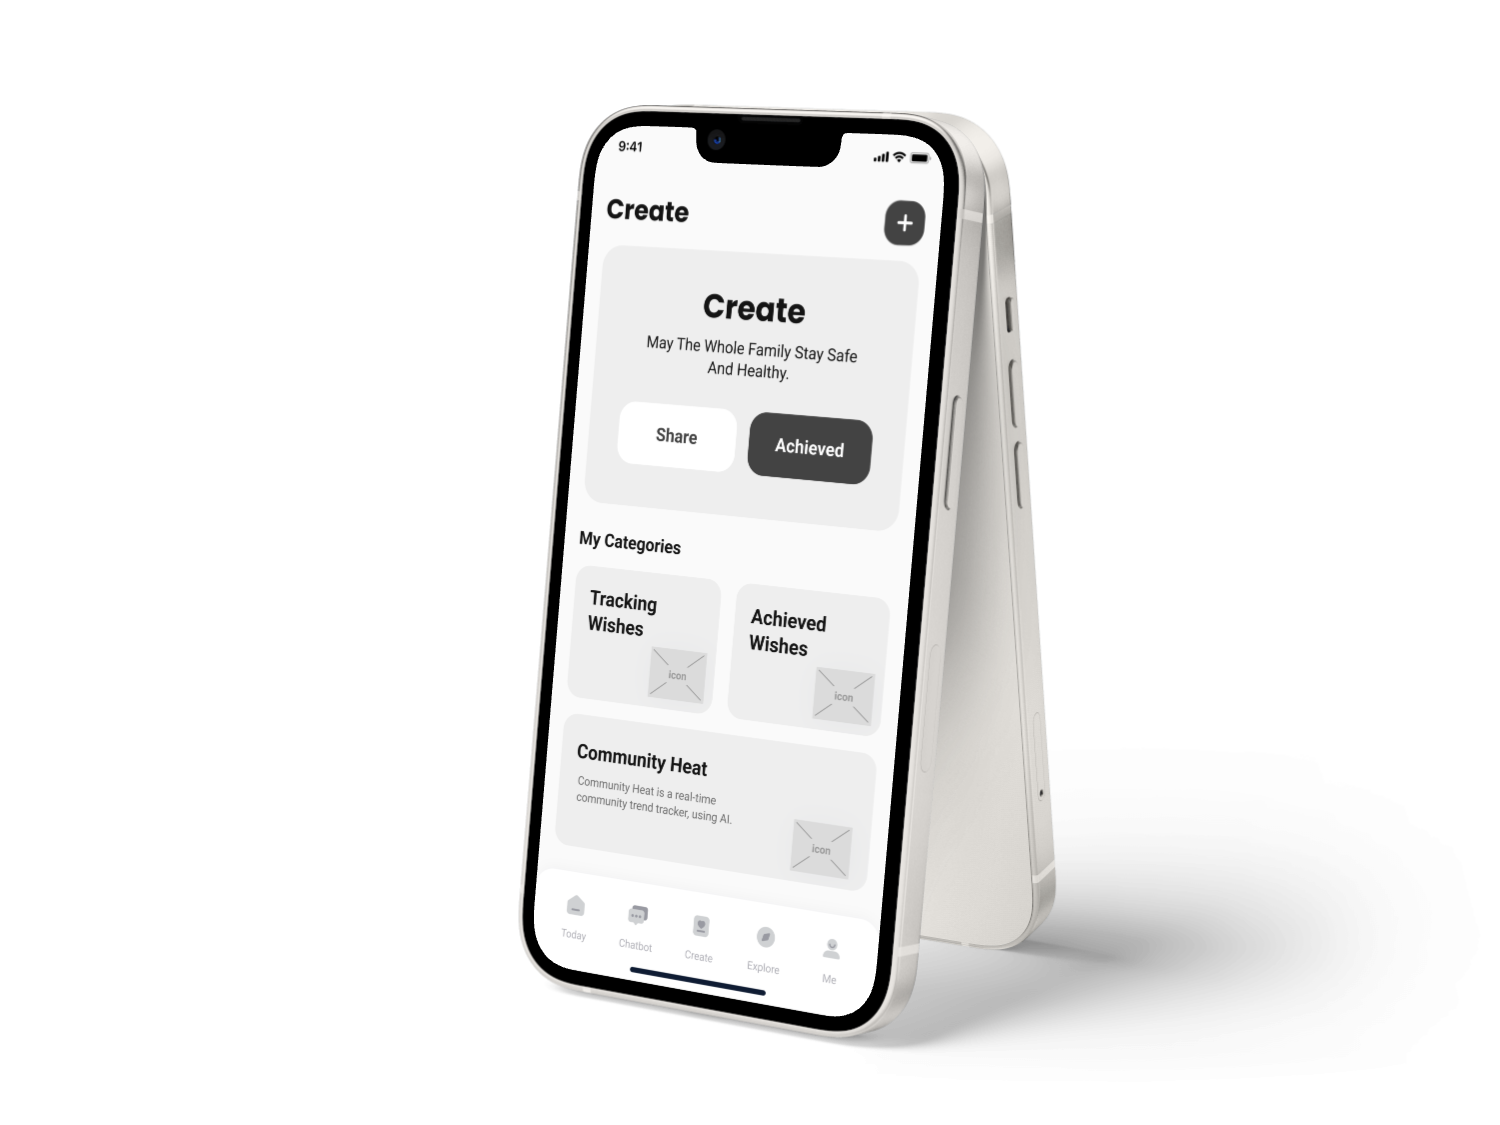 9:41
Create
Create
May The Whole Family Stay Safe
And Healthy.
Share
Achieved
My Categories
Tracking
Wishes
icon
Achieved
Wishes
icon
Community Heat
Community Heat is a real-time
community trend tracker, using AI.
icon
Today
Chatbot
Create
Explore
Me